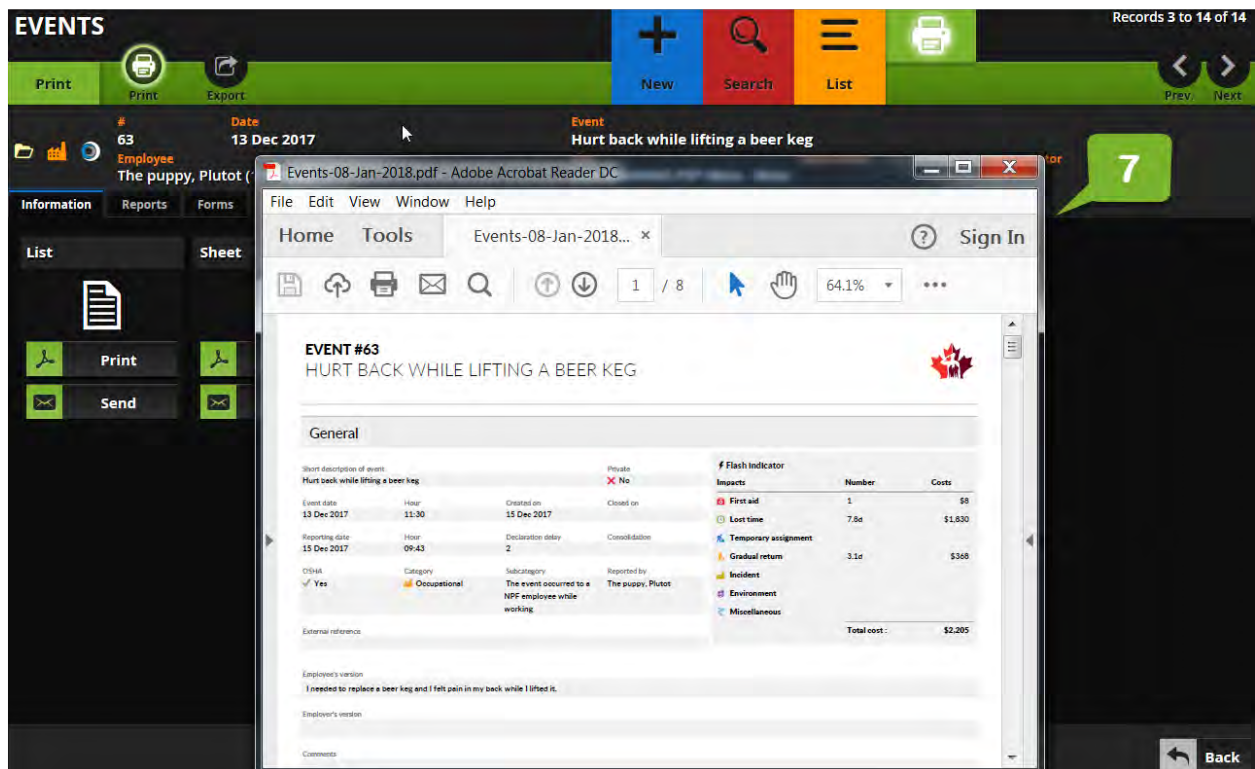 EVENTS
Records 3 to 14 of 14
Print
Print
Export
New
Search
List
Prev.
Next
#
63
Date
13 Dec 2017
Event
Hurt back while lifting a beer keg
Employee
The puppy, Plutot (
tor
7
Information Reports Forms
List
Sheet
Print
Send
Events-08-Jan-2018.pdf - Adobe Acrobat Reader DC
File Edit View Window Help
Home Tools Events-08-Jan-2018... × ? Sign In
1 / 8 64.1%
EVENT #63
HURT BACK WHILE LIFTING A BEER KEG
General
Short description of event
Hurt back while lifting a beer keg
Private
No
Event date Hour Created on Closed on
13 Dec 2017 11:30 15 Dec 2017
Reporting date Hour Declaration delay Consolidation
15 Dec 2017 09:43 2
OSHA Category Subcategory Reported by
Yes Occupational The event occurred to a The puppy, Plutot
NPF employee while
working
External reference
Flash indicator
Impacts Number Costs
First aid 1 $8
Lost time 7.8d $1,830
Temporary assignment
Gradual return 3.1d $368
Incident
Environment
Miscellaneous
Total cost : $2,205
Employee's version
I needed to replace a beer keg and I felt pain in my back while I lifted it.
Employer's version
Comments
Back